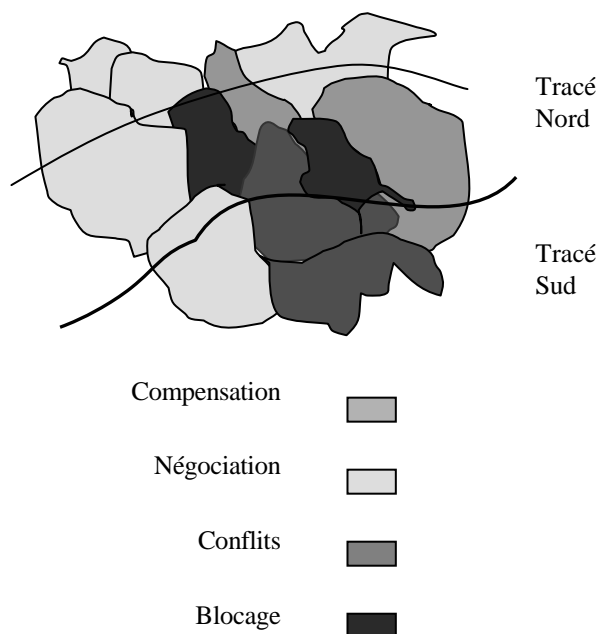 Tracé
Nord
Tracé
Sud
Compensation
Négociation
Conflits
Blocage